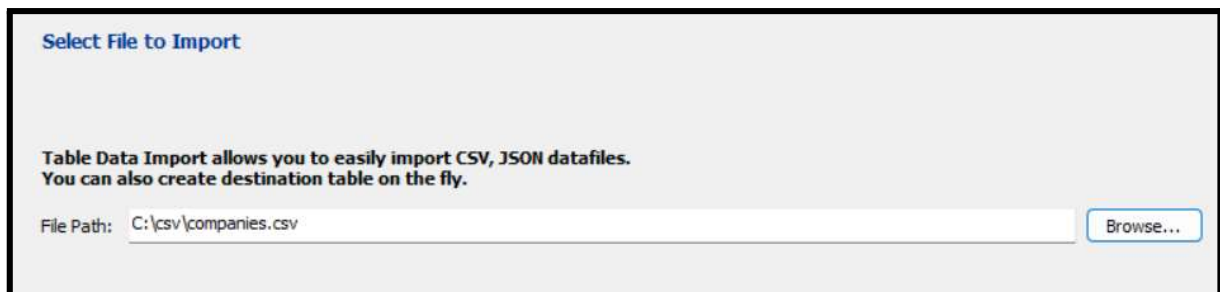 Select File to Import
Table Data Import allows you to easily import CSV, JSON datafiles.
You can also create destination table on the fly.
File Path: C:\csv\companies.csv Browse...